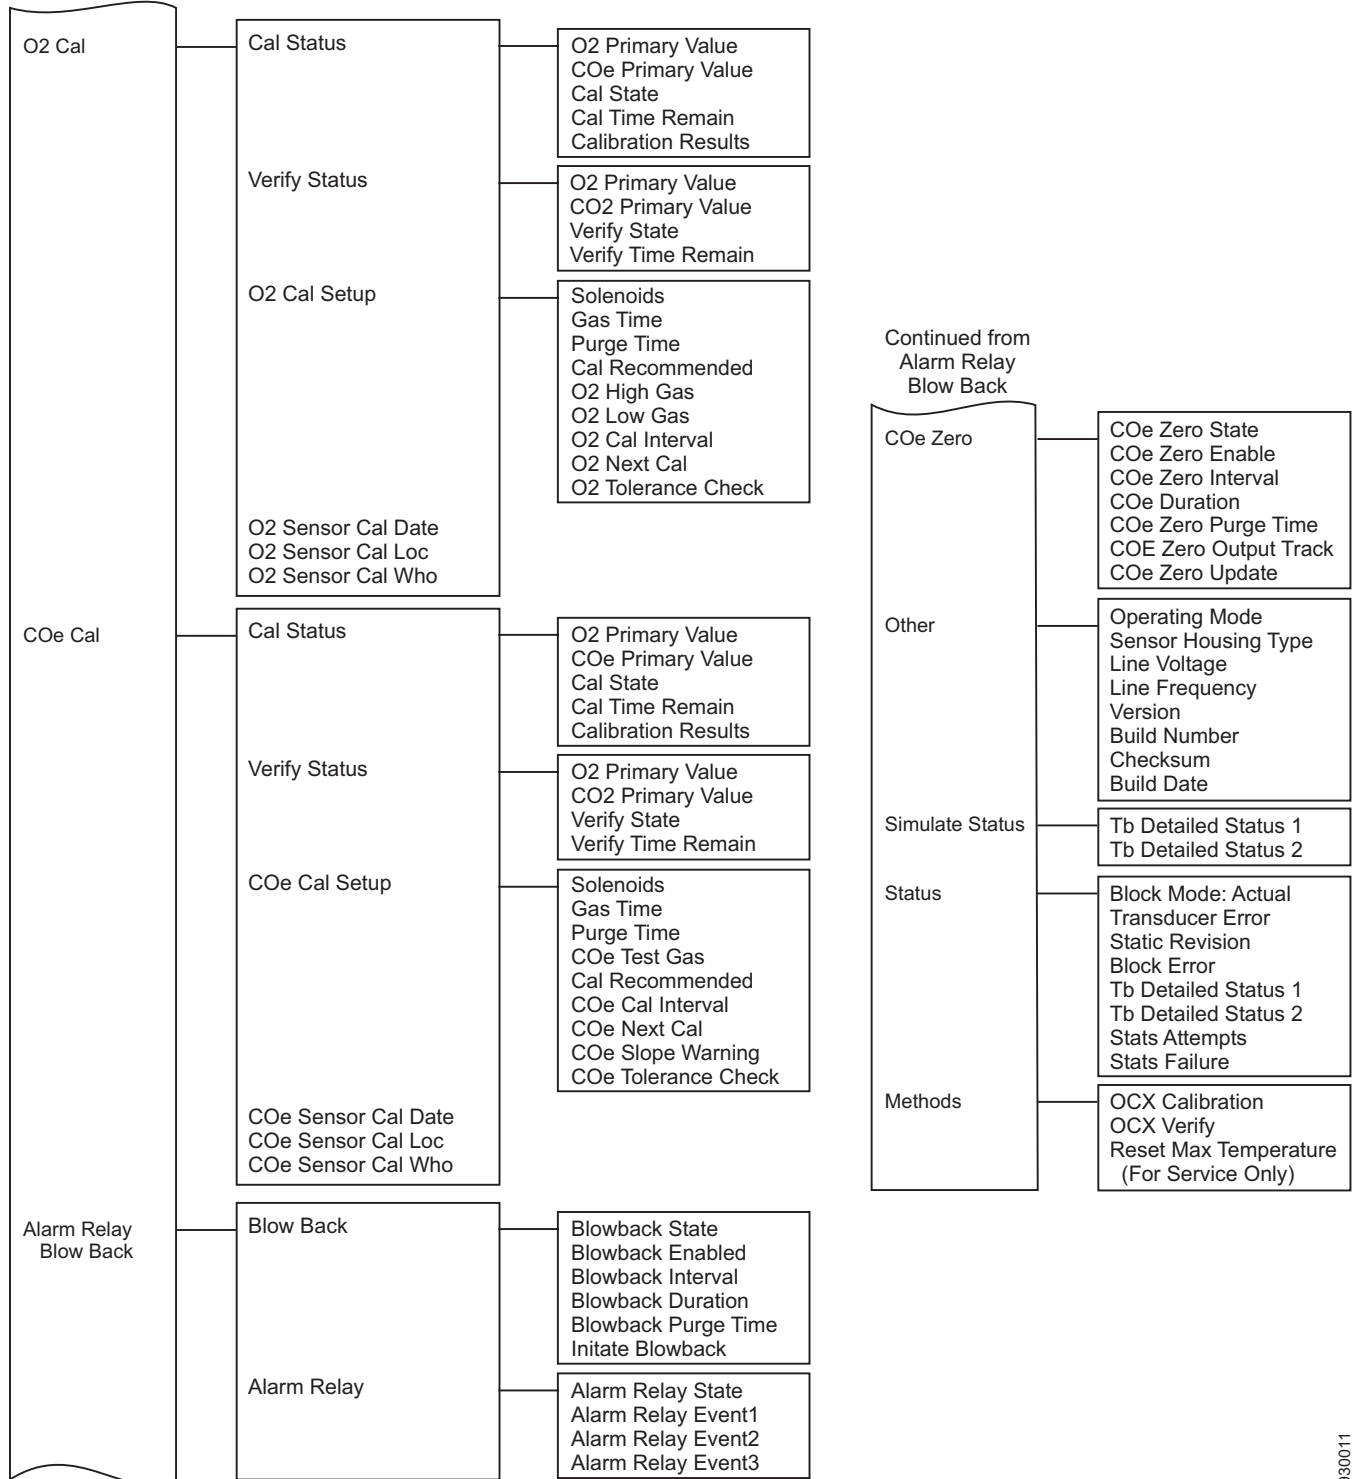 O2 Cal
Cal Status
O2 Primary Value
COe Primary Value
Cal State
Cal Time Remain
Calibration Results
Verify Status
O2 Primary Value
CO2 Primary Value
Verify State
Verify Time Remain
O2 Cal Setup
Solenoids
Gas Time
Purge Time
Cal Recommended
O2 High Gas
O2 Low Gas
O2 Cal Interval
O2 Next Cal
O2 Tolerance Check
O2 Sensor Cal Date
O2 Sensor Cal Loc
O2 Sensor Cal Who
COe Cal
Cal Status
O2 Primary Value
COe Primary Value
Cal State
Cal Time Remain
Calibration Results
Verify Status
O2 Primary Value
CO2 Primary Value
Verify State
Verify Time Remain
COe Cal Setup
Solenoids
Gas Time
Purge Time
COe Test Gas
Cal Recommended
COe Cal Interval
COe Next Cal
COe Slope Warning
COe Tolerance Check
COe Sensor Cal Date
COe Sensor Cal Loc
COe Sensor Cal Who
Alarm Relay
Blow Back
Blow Back
Blowback State
Blowback Enabled
Blowback Interval
Blowback Duration
Blowback Purge Time
Initate Blowback
Alarm Relay
Alarm Relay State
Alarm Relay Event1
Alarm Relay Event2
Alarm Relay Event3
Continued from
Alarm Relay
Blow Back
COe Zero
COe Zero State
COe Zero Enable
COe Zero Interval
COe Duration
COe Zero Purge Time
COE Zero Output Track
COe Zero Update
Other
Operating Mode
Sensor Housing Type
Line Voltage
Line Frequency
Version
Build Number
Checksum
Build Date
Simulate Status
Tb Detailed Status 1
Tb Detailed Status 2
Status
Block Mode: Actual
Transducer Error
Static Revision
Block Error
Tb Detailed Status 1
Tb Detailed Status 2
Stats Attempts
Stats Failure
Methods
OCX Calibration
OCX Verify
Reset Max Temperature
(For Service Only)